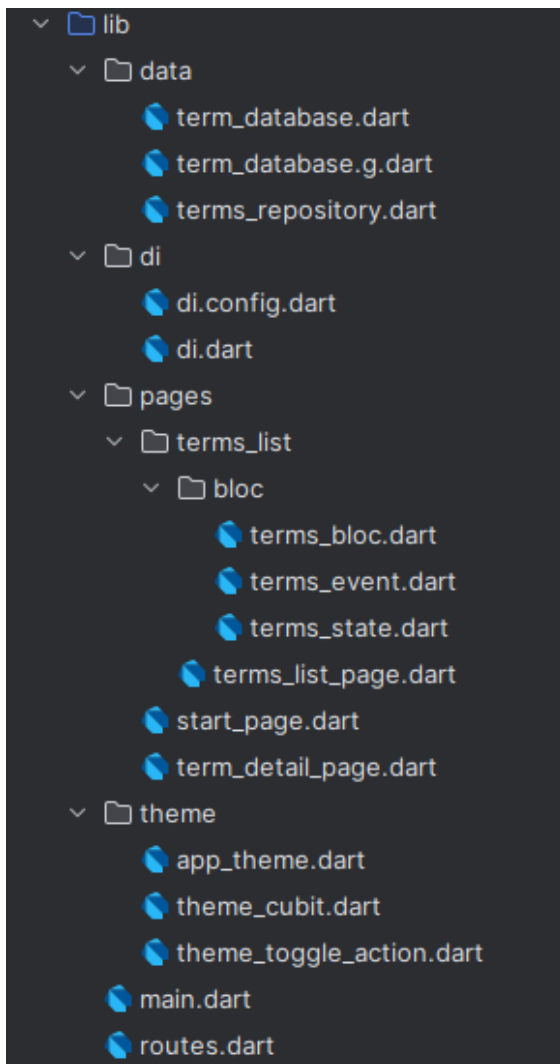 lib
data
term_database.dart
term_database.g.dart
terms_repository.dart
di
di.config.dart
di.dart
pages
terms_list
bloc
terms_bloc.dart
terms_event.dart
terms_state.dart
terms_list_page.dart
start_page.dart
term_detail_page.dart
theme
app_theme.dart
theme_cubit.dart
theme_toggle_action.dart
main.dart
routes.dart